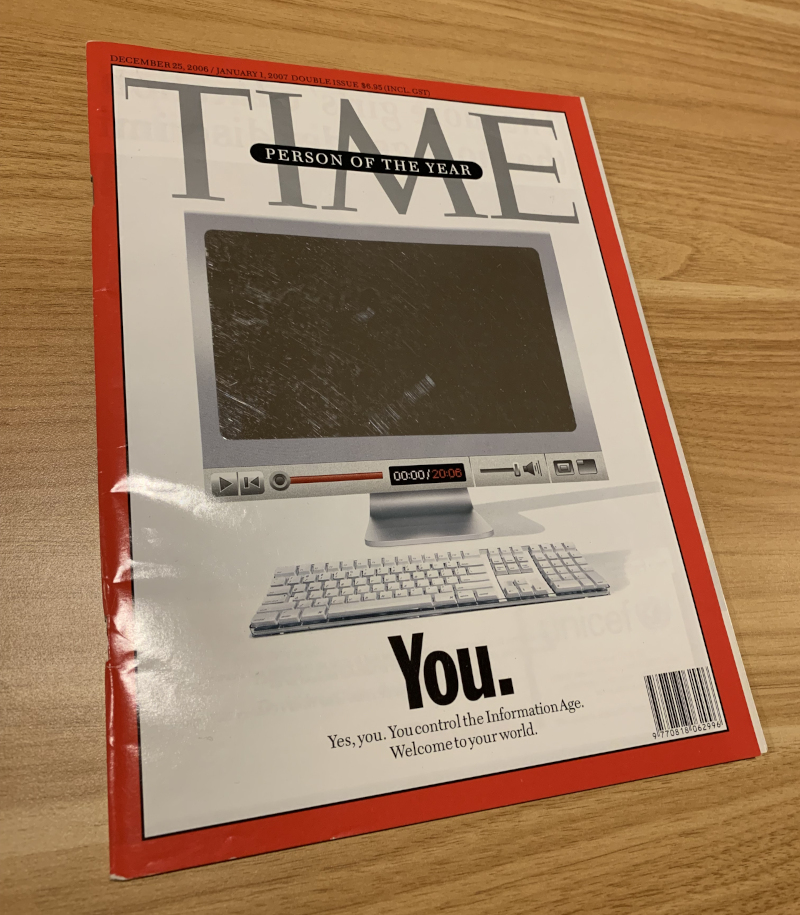 DECEMBER 25, 2006 / JANUARY 1, 2007 DOUBLE ISSUE $6.95 (INCL. GST)
TIME
PERSON OF THE YEAR
00:00/20:06
You.
Yes, you. You control the Information Age.
Welcome to your world.
9 770818 062996
unicef